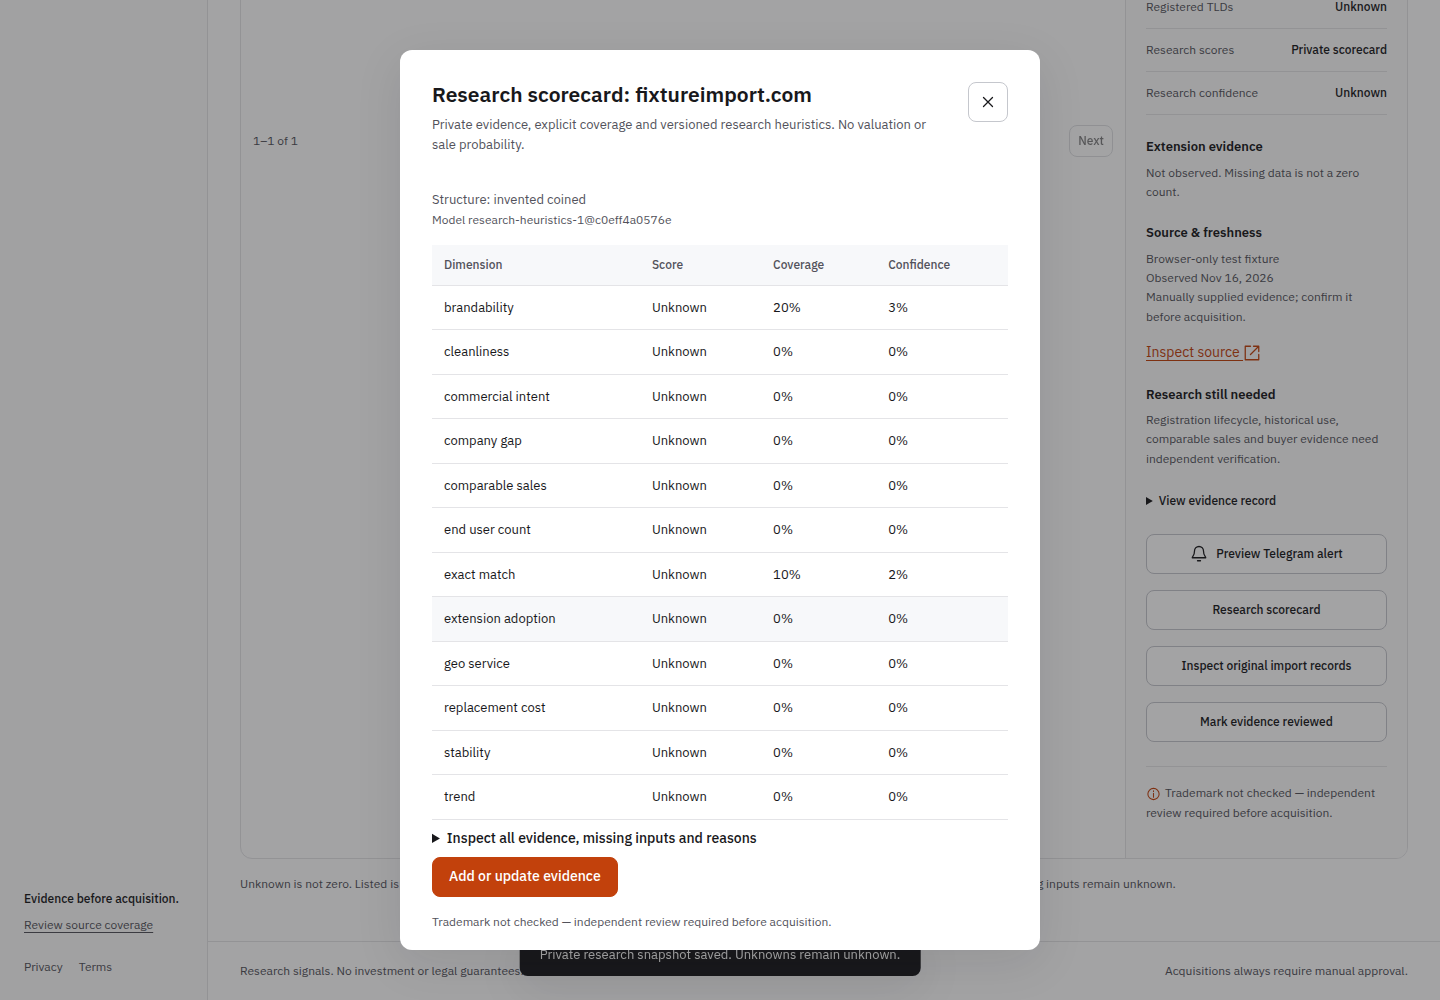 Registered TLDs Unknown
Research scores Private scorecard
Research confidence Unknown
1–1 of 1
Next
Extension evidence
Not observed. Missing data is not a zero
count.
Source & freshness
Browser-only test fixture
Observed Nov 16, 2026
Manually supplied evidence; confirm it
before acquisition.
Inspect source
Research still needed
Registration lifecycle, historical use,
comparable sales and buyer evidence need
independent verification.
View evidence record
Preview Telegram alert
Research scorecard
Inspect original import records
Mark evidence reviewed
Trademark not checked — independent
review required before acquisition.
Research scorecard: fixtureimport.com
Private evidence, explicit coverage and versioned research heuristics. No valuation or
sale probability.
Structure: invented coined
Model research-heuristics-1@c0eff4a0576e
Dimension Score Coverage Confidence
brandability Unknown 20% 3%
cleanliness Unknown 0% 0%
commercial intent Unknown 0% 0%
company gap Unknown 0% 0%
comparable sales Unknown 0% 0%
end user count Unknown 0% 0%
exact match Unknown 10% 2%
extension adoption Unknown 0% 0%
geo service Unknown 0% 0%
replacement cost Unknown 0% 0%
stability Unknown 0% 0%
trend Unknown 0% 0%
Inspect all evidence, missing inputs and reasons
Add or update evidence
Trademark not checked — independent review required before acquisition.
Evidence before acquisition.
Review source coverage
Privacy Terms
Unknown is not zero. Listed is
inputs remain unknown.
Private research snapshot saved. Unknowns remain unknown.
Research signals. No investment or legal guarantees.
Acquisitions always require manual approval.